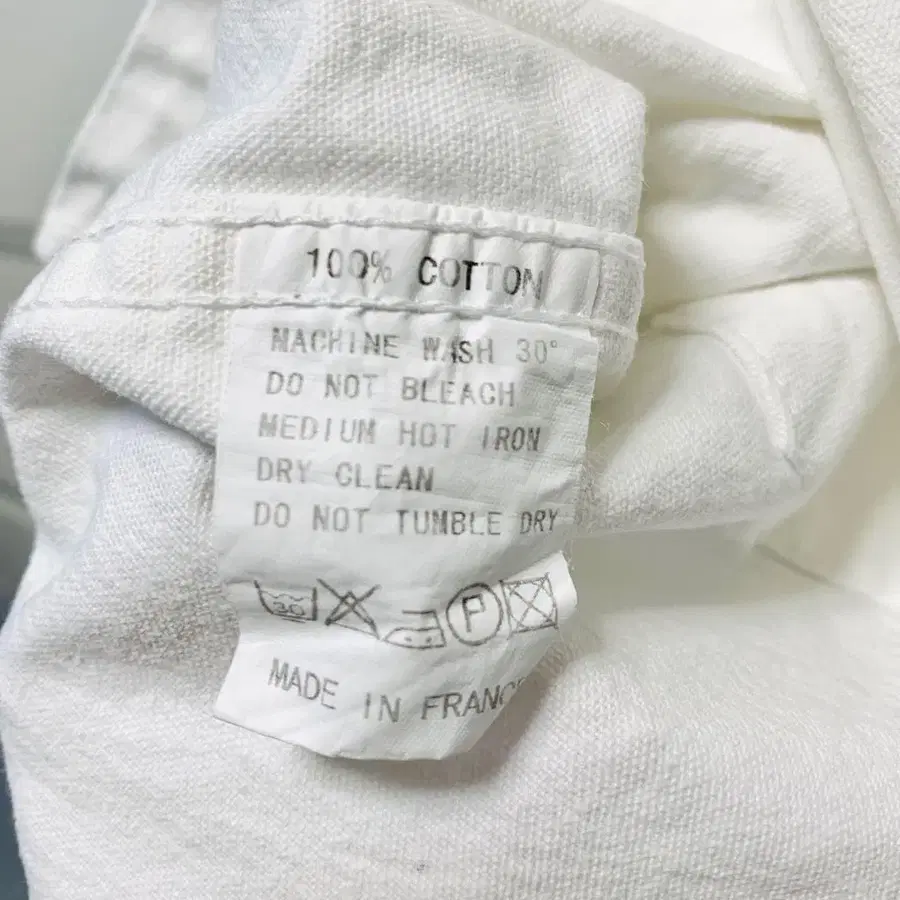 100% COTTON
MACHINE WASH 30°
DO NOT BLEACH
MEDIUM HOT IRON
DRY CLEAN
DO NOT TUMBLE DRY
30 P
MADE IN FRANC